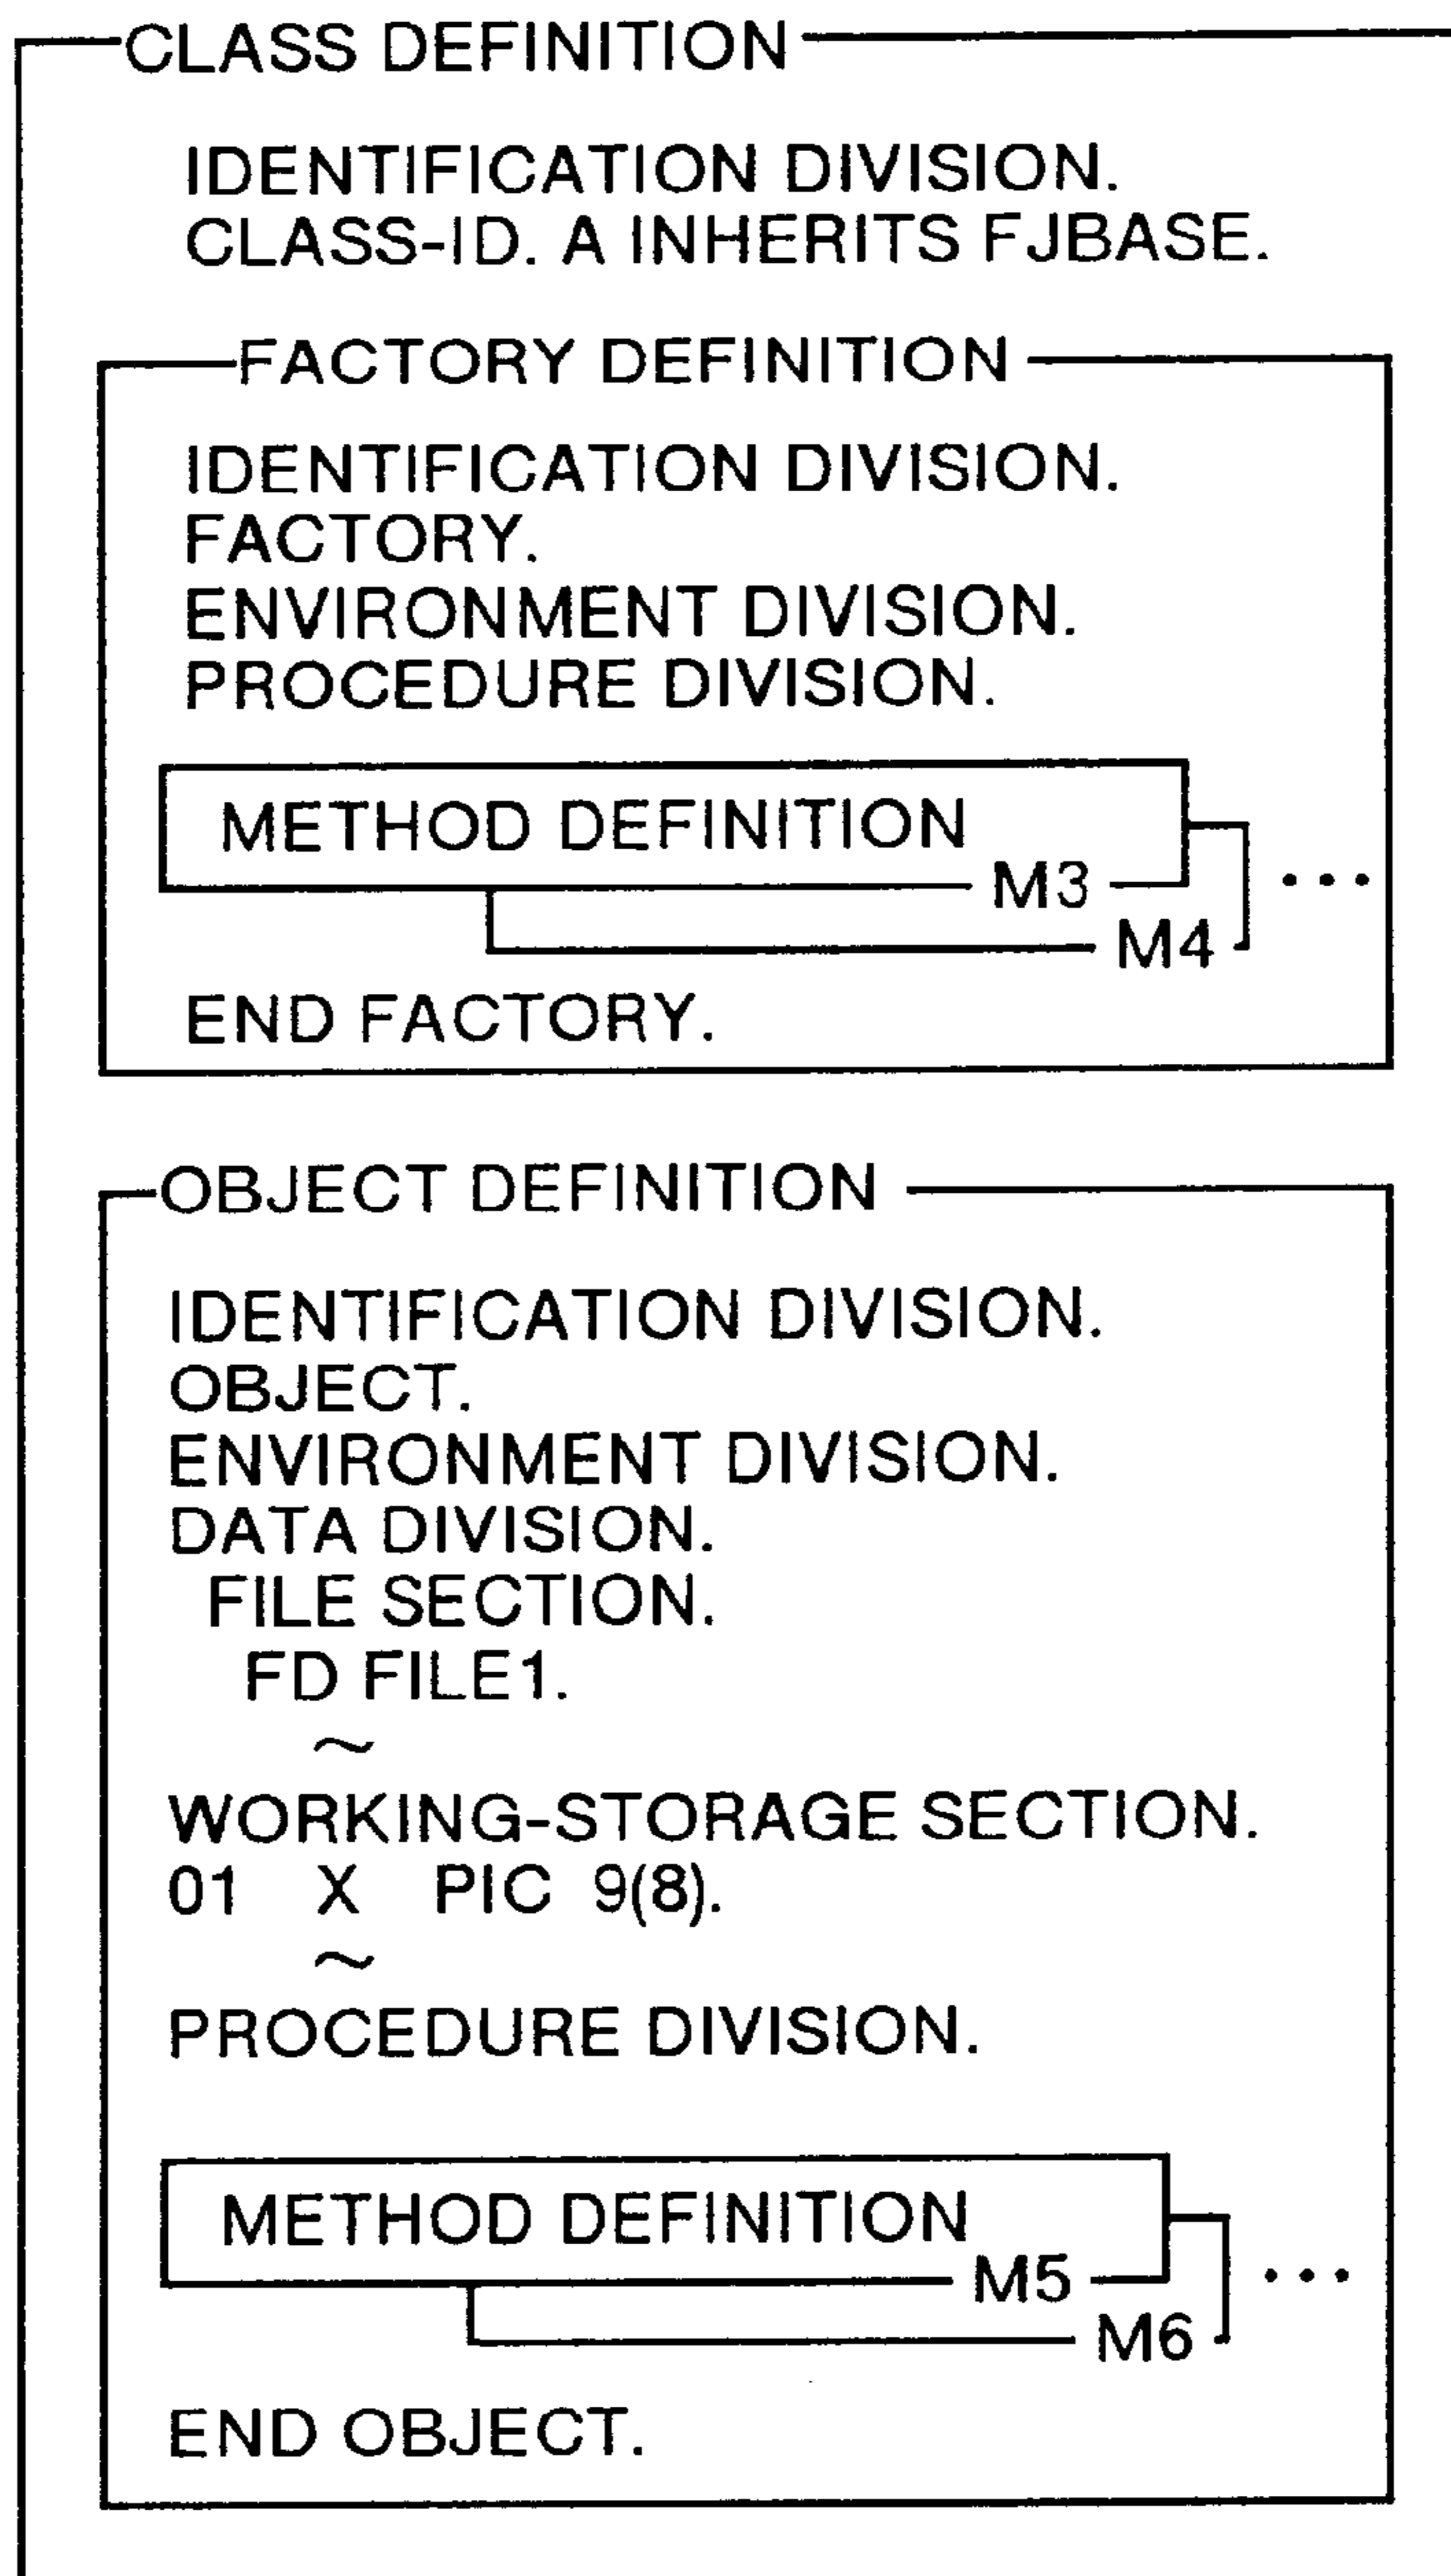 CLASS DEFINITION
IDENTIFICATION DIVISION.
CLASS-ID. A INHERITS FJBASE.
FACTORY DEFINITION
IDENTIFICATION DIVISION.
FACTORY.
ENVIRONMENT DIVISION.
PROCEDURE DIVISION.
METHOD DEFINITION
M3
...
M4
END FACTORY.
OBJECT DEFINITION
IDENTIFICATION DIVISION.
OBJECT.
ENVIRONMENT DIVISION.
DATA DIVISION.
FILE SECTION.
FD FILE1.
~
WORKING-STORAGE SECTION.
01 X PIC 9(8).
~
PROCEDURE DIVISION.
METHOD DEFINITION
M5
...
M6
END OBJECT.